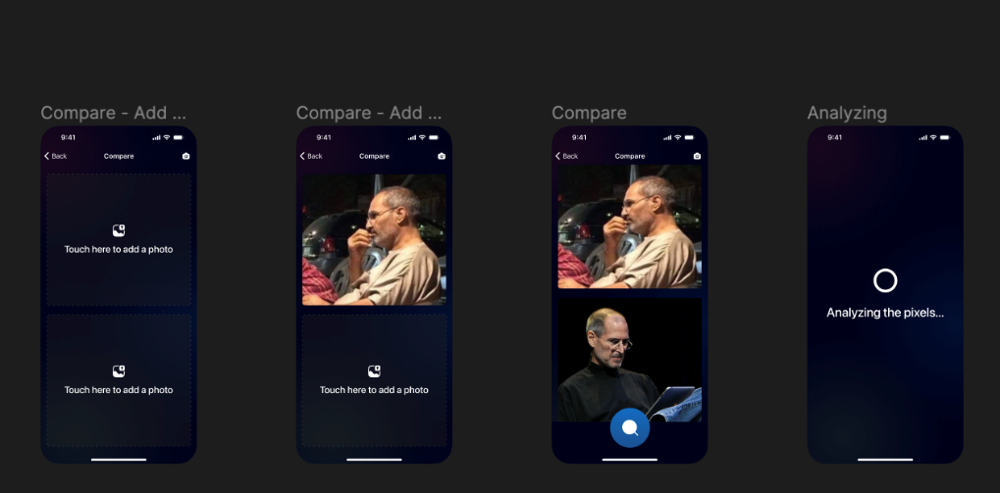 Compare - Add ...
9:41
Back
Compare
Touch here to add a photo
Touch here to add a photo
Compare - Add ...
9:41
Back
Compare
Touch here to add a photo
Compare
9:41
Back
Compare
Analyzing
9:41
Analyzing the pixels...